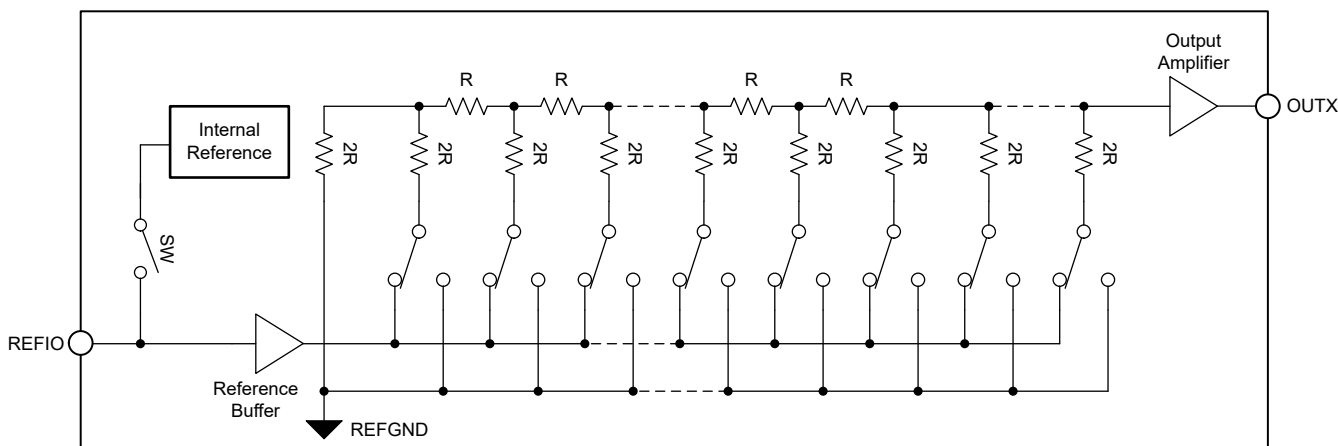 Output
Amplifier
R
R
R
R
OUTX
Internal
Reference
2R
2R
2R
2R
2R
2R
2R
2R
2R
SW
REFIO
Reference
Buffer
REFGND